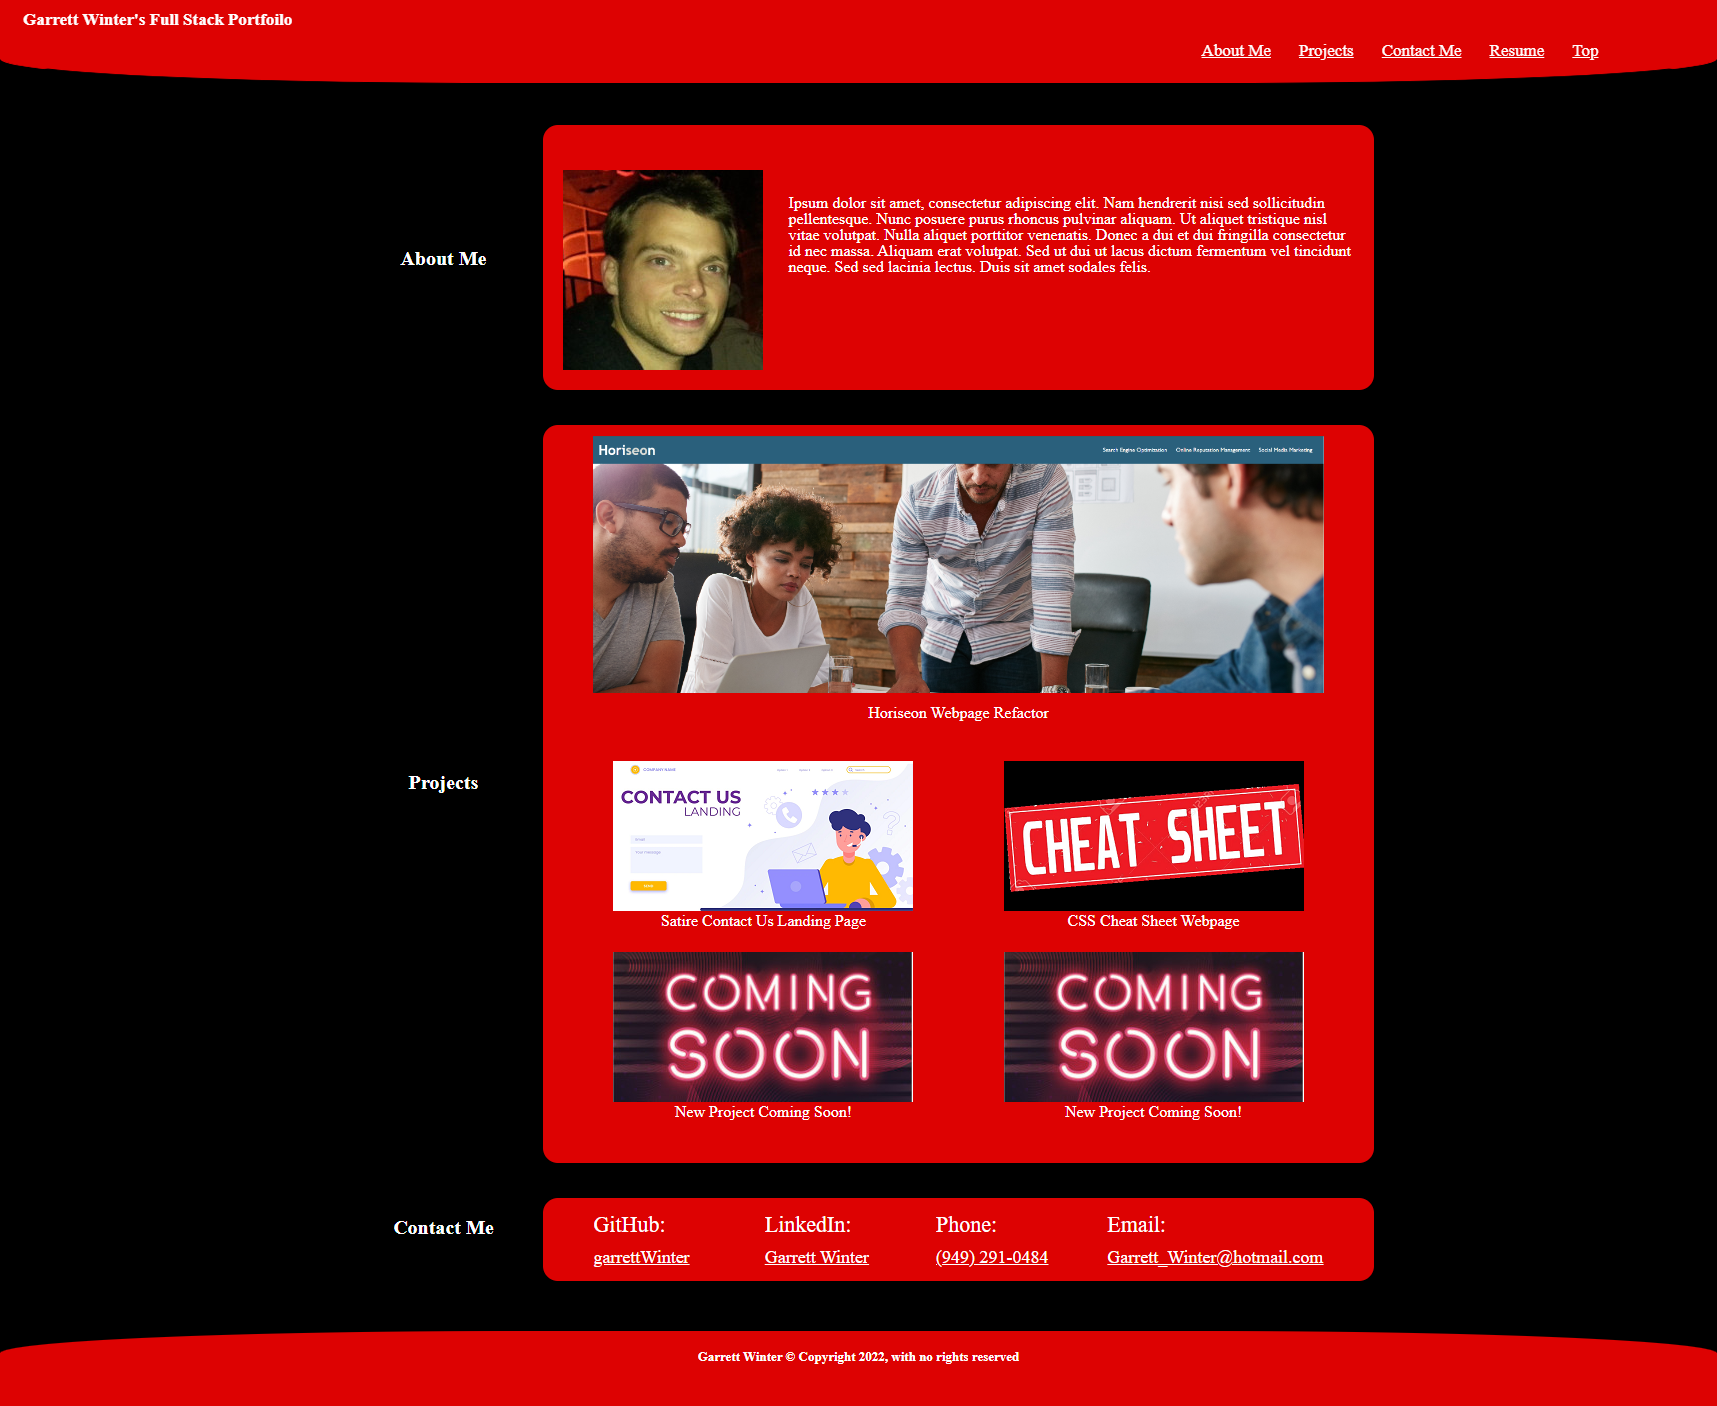 Garrett Winter's Full Stack Portfoilo
About Me Projects Contact Me Resume Top
About Me
Ipsum dolor sit amet, consectetur adipiscing elit. Nam hendrerit nisi sed sollicitudin
pellentesque. Nunc posuere purus rhoncus pulvinar aliquam. Ut aliquet tristique nisl
vitae volutpat. Nulla aliquet porttitor venenatis. Donec a dui et dui fringilla consectetur
id nec massa. Aliquam erat volutpat. Sed ut dui ut lacus dictum fermentum vel tincidunt
neque. Sed sed lacinia lectus. Duis sit amet sodales felis.
Projects
Horiseon
Search Engine Optimization Online Reputation Management Social Media Marketing
Horiseon Webpage Refactor
COMPANY NAME
CONTACT US
LANDING
Email
Your message
Satire Contact Us Landing Page
CHEAT SHEET
CSS Cheat Sheet Webpage
COMING
SOON
New Project Coming Soon!
COMING
SOON
New Project Coming Soon!
Contact Me
GitHub: LinkedIn: Phone: Email:
garrettWinter Garrett Winter (949) 291-0484 Garrett_Winter@hotmail.com
Garrett Winter © Copyright 2022, with no rights reserved